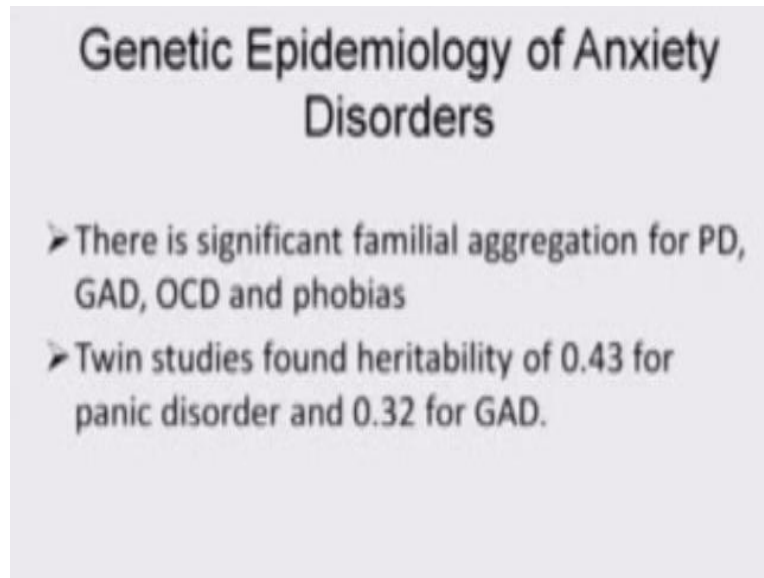 Genetic Epidemiology of Anxiety
Disorders
➢There is significant familial aggregation for PD,
GAD, OCD and phobias
➢Twin studies found heritability of 0.43 for
panic disorder and 0.32 for GAD.